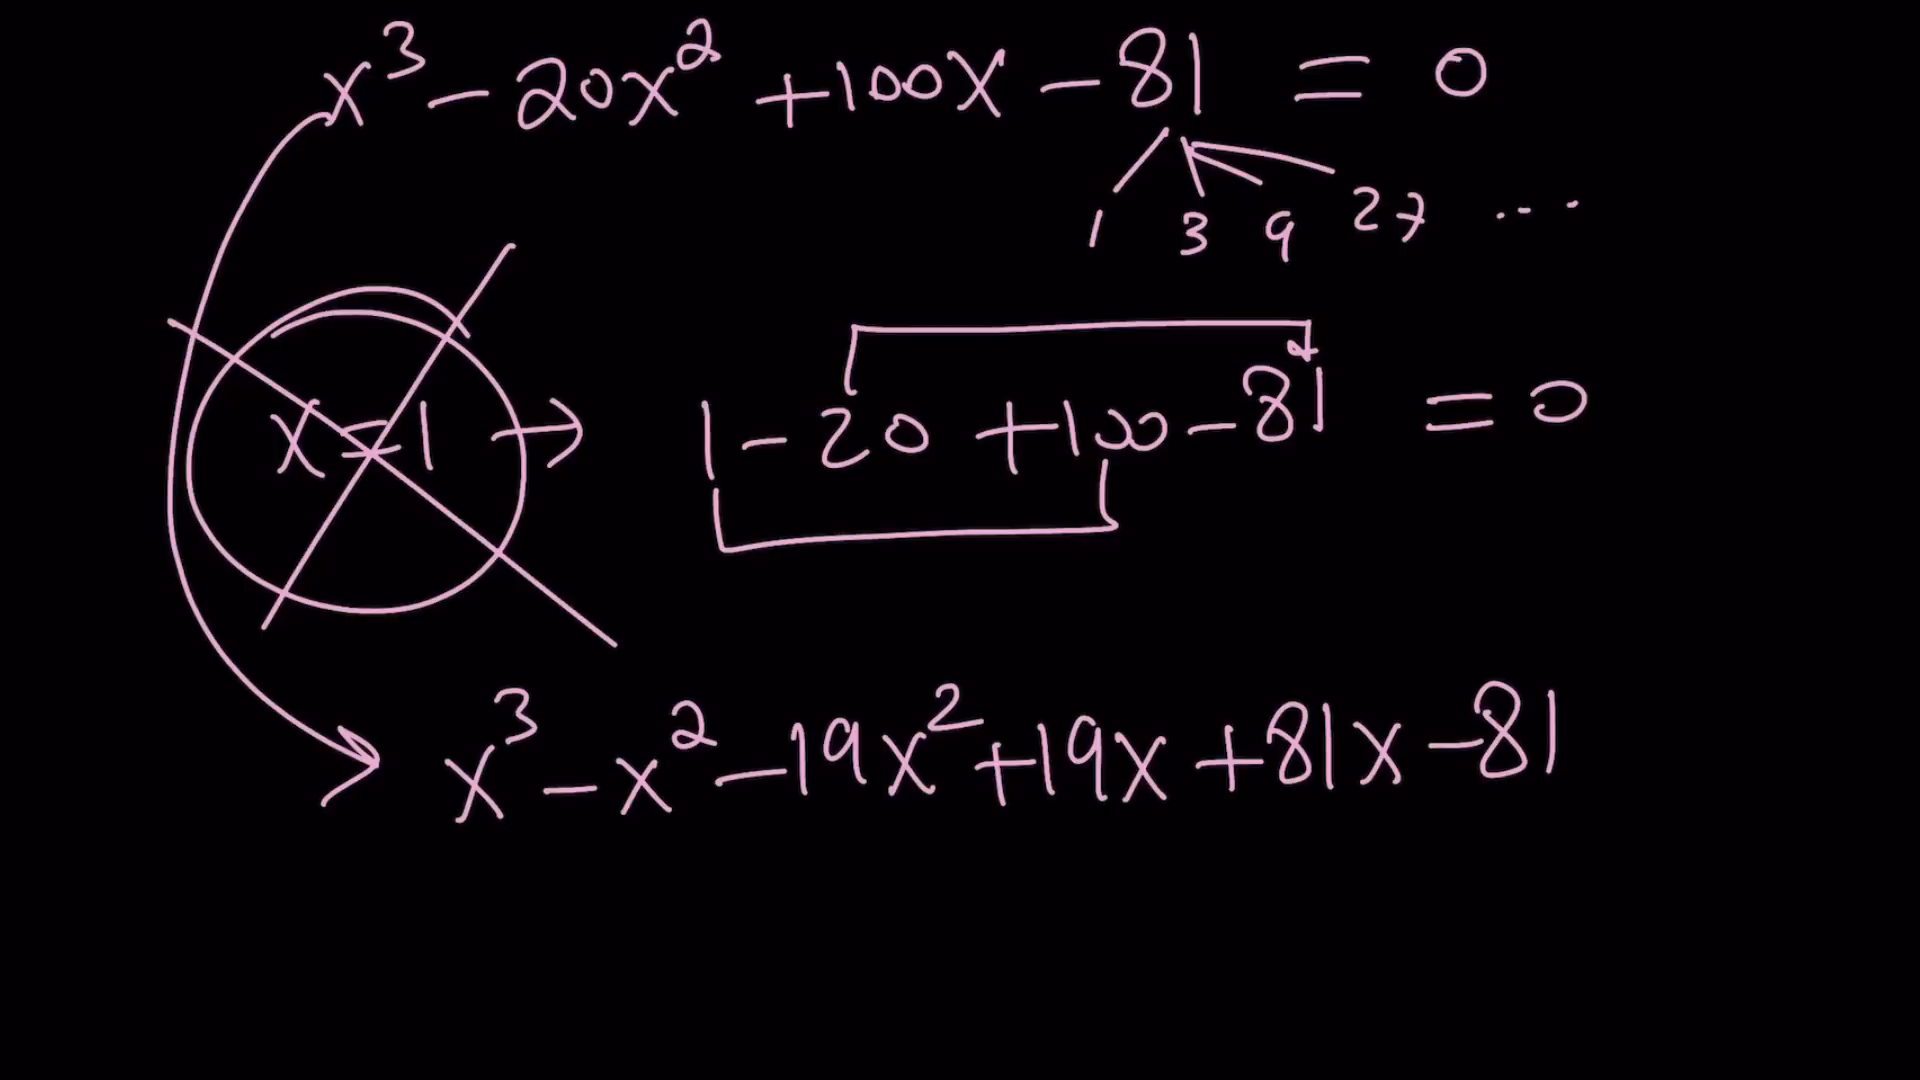 x³ - 20x² + 100x - 81 = 0
1 3 9 27 ...
x = 1 → 1 - 20 + 100 - 81 = 0
x³ - x² - 19x² + 19x + 81x - 81